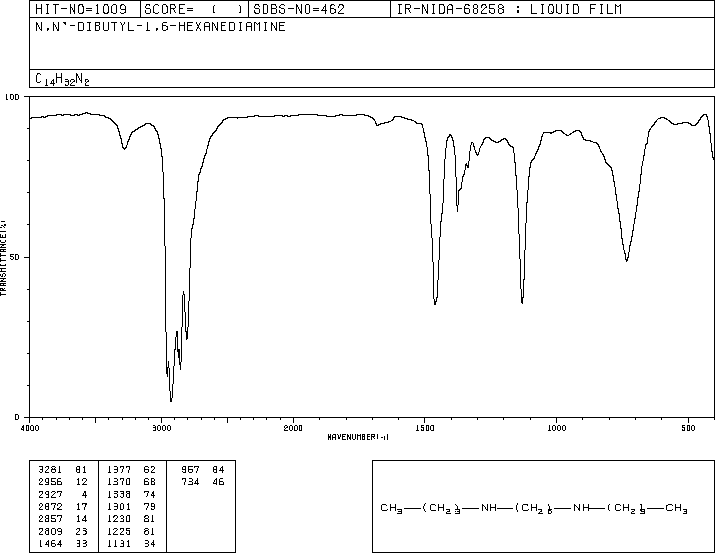 HIT-NO=1009 SCORE= ( ) SDBS-NO=462 IR-NIDA-68258 : LIQUID FILM
N,N'-DIBUTYL-1,6-HEXANEDIAMINE
C14H32N2
100
50
0
TRANSMITTANCE(%)
4000 3000 2000 1500 1000 500
WAVENUMBER(-1)
3281 81 1377 62 967 84
2956 12 1370 68 734 46
2927 4 1338 74
2872 17 1301 79
2857 14 1230 81
2809 23 1225 81
1464 33 1131 34
CH3—(CH2)3—NH—(CH2)6—NH—(CH2)3—CH3